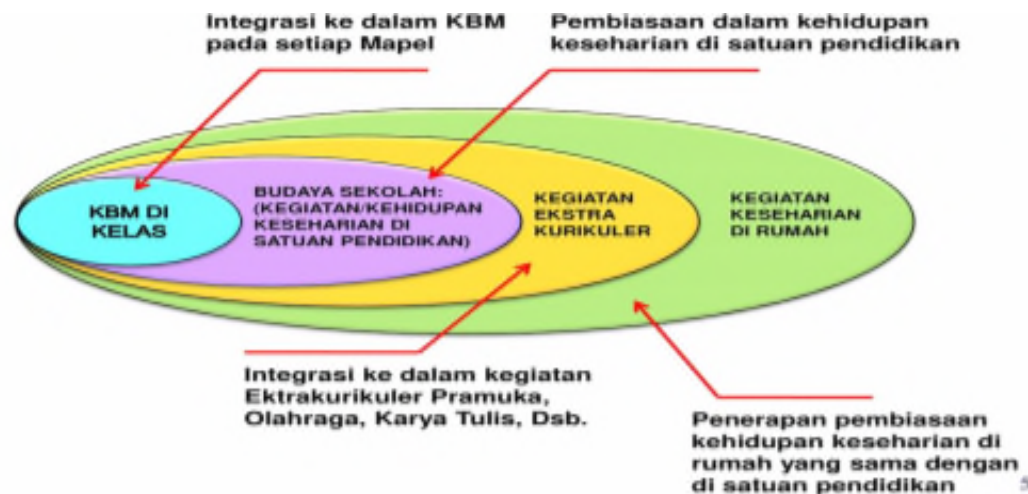 Integrasi ke dalam KBM
pada setiap Mapel
Pembiasaan dalam kehidupan
keseharian di satuan pendidikan
KBM DI
KELAS
BUDAYA SEKOLAH:
(KEGIATAN/KEHIDUPAN
KESEHARIAN DI
SATUAN PENDIDIKAN)
KEGIATAN
EKSTRA
KURIKULER
KEGIATAN
KESEHARIAN
DI RUMAH
Integrasi ke dalam kegiatan
Ektrakurikuler Pramuka,
Olahraga, Karya Tulis, Dsb.
Penerapan pembiasaan
kehidupan keseharian di
rumah yang sama dengan
di satuan pendidikan